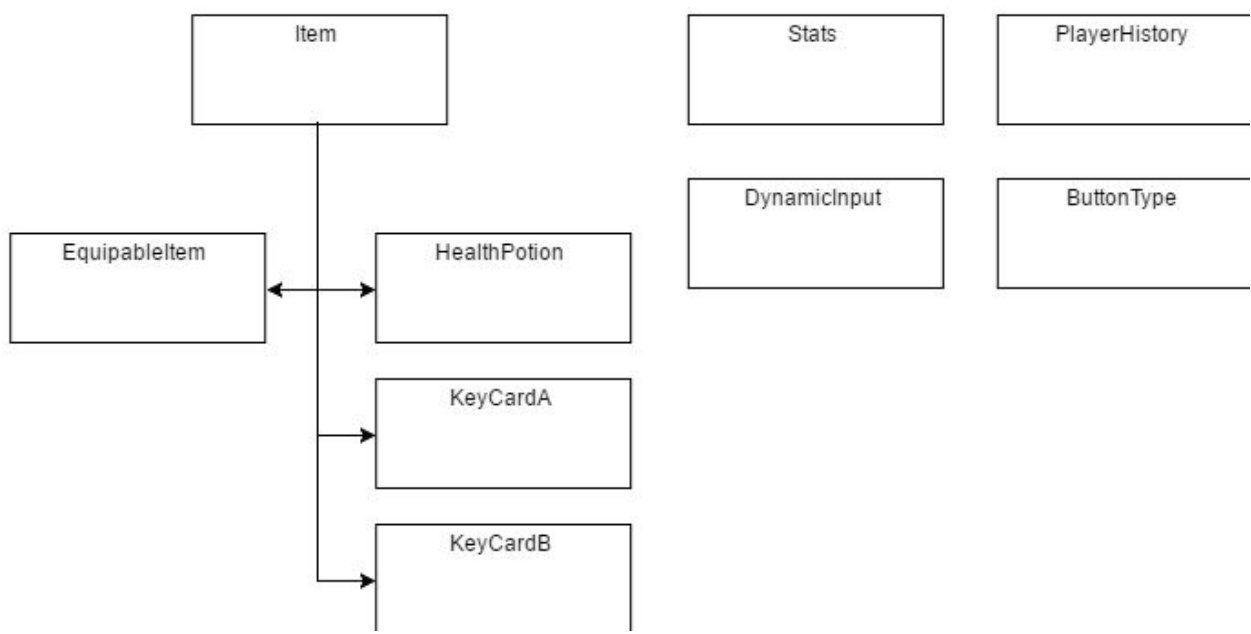 Item
Stats
PlayerHistory
DynamicInput
ButtonType
EquipableItem
HealthPotion
KeyCardA
KeyCardB